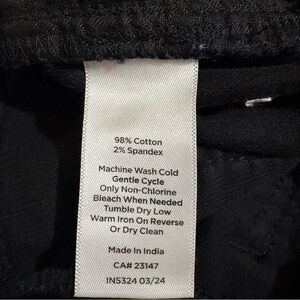 98% Cotton
2% Spandex
Machine Wash Cold
Gentle Cycle
Only Non-Chlorine
Bleach When Needed
Tumble Dry Low
Warm Iron on Reverse
Or Dry Clean
Made in India
CA# 23147
IN5324 03/24